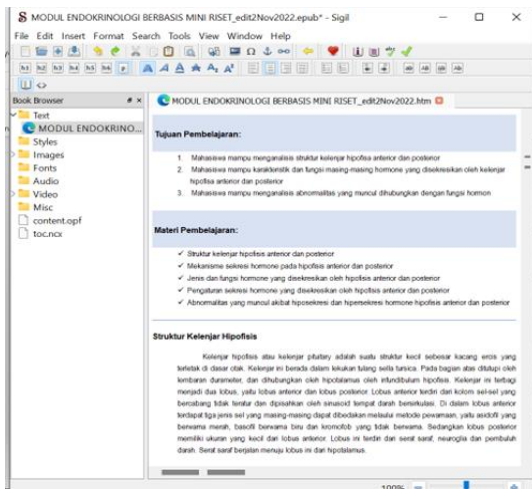 MODUL ENDOKRINOLOGI BERBASIS MINI RISET_edit2Nov2022.epub* - Sigil
File Edit Insert Format Search Tools View Window Help
h1 h2 h3 h4 h5 h6 p
Book Browser
MODUL ENDOKRINOLOGI BERBASIS MINI RISET_edit2Nov2022.htm
Text
MODUL ENDOKRINO...
Styles
Images
Fonts
Audio
Video
Misc
content.opf
toc.ncx
Tujuan Pembelajaran:
1. Mahasiswa mampu menganalisis struktur kelenjar hipofisa anterior dan posterior
2. Mahasiswa mampu karakteristik dan fungsi masing-masing hormone yang disekresikan oleh kelenjar
hipofisa anterior dan posterior
3. Mahasiswa mampu menganalisis abnormalitas yang muncul dihubungkan dengan fungsi hormon
Materi Pembelajaran:
✓ Struktur kelenjar hipofisis anterior dan posterior
✓ Mekanisme sekresi hormone pada hipofisis anterior dan posterior
✓ Jenis dan fungsi hormone yang disekresikan oleh hipofisis anterior dan posterior
✓ Pengaturan sekresi hormone yang disekresikan oleh hipofisis anterior dan posterior
✓ Abnormalitas yang muncul akibat hiposekresi dan hipersekresi hormone hipofisis anterior dan posterior
Struktur Kelenjar Hipofisis
Kelenjar hipofisis atau kelenjar pituitary adalah suatu struktur kecil sebesar kacang ercis yang
terletak di dasar otak. Kelenjar ini berada dalam lekukan tulang sella tursica. Pada bagian atas ditutupi oleh
lembaran durameter, dan dihubungkan oleh hipotalamus oleh infundibulum hipofisis. Kelenjar ini terbagi
menjadi dua lobus, yaitu lobus anterior dan lobus posterior. Lobus anterior terdiri dari kolom sel-sel yang
bercabang tidak teratur dan dipisahkan oleh sinusoid tempat darah bersirkulasi. Di dalam lobus anterior
terdapat tiga jenis sel yang masing-masing dapat dibedakan melalui metode pewarnaan, yaitu asidofil yang
berwarna merah, basofil berwarna biru dan kromofob yang tidak berwarna. Sedangkan lobus posterior
memiliki ukuran yang kecil dari lobus anterior. Lobus ini terdiri dari serat saraf, neuroglia dan pembuluh
darah. Serat saraf berjalan menuju lobus ini dari hipotalamus.
100%